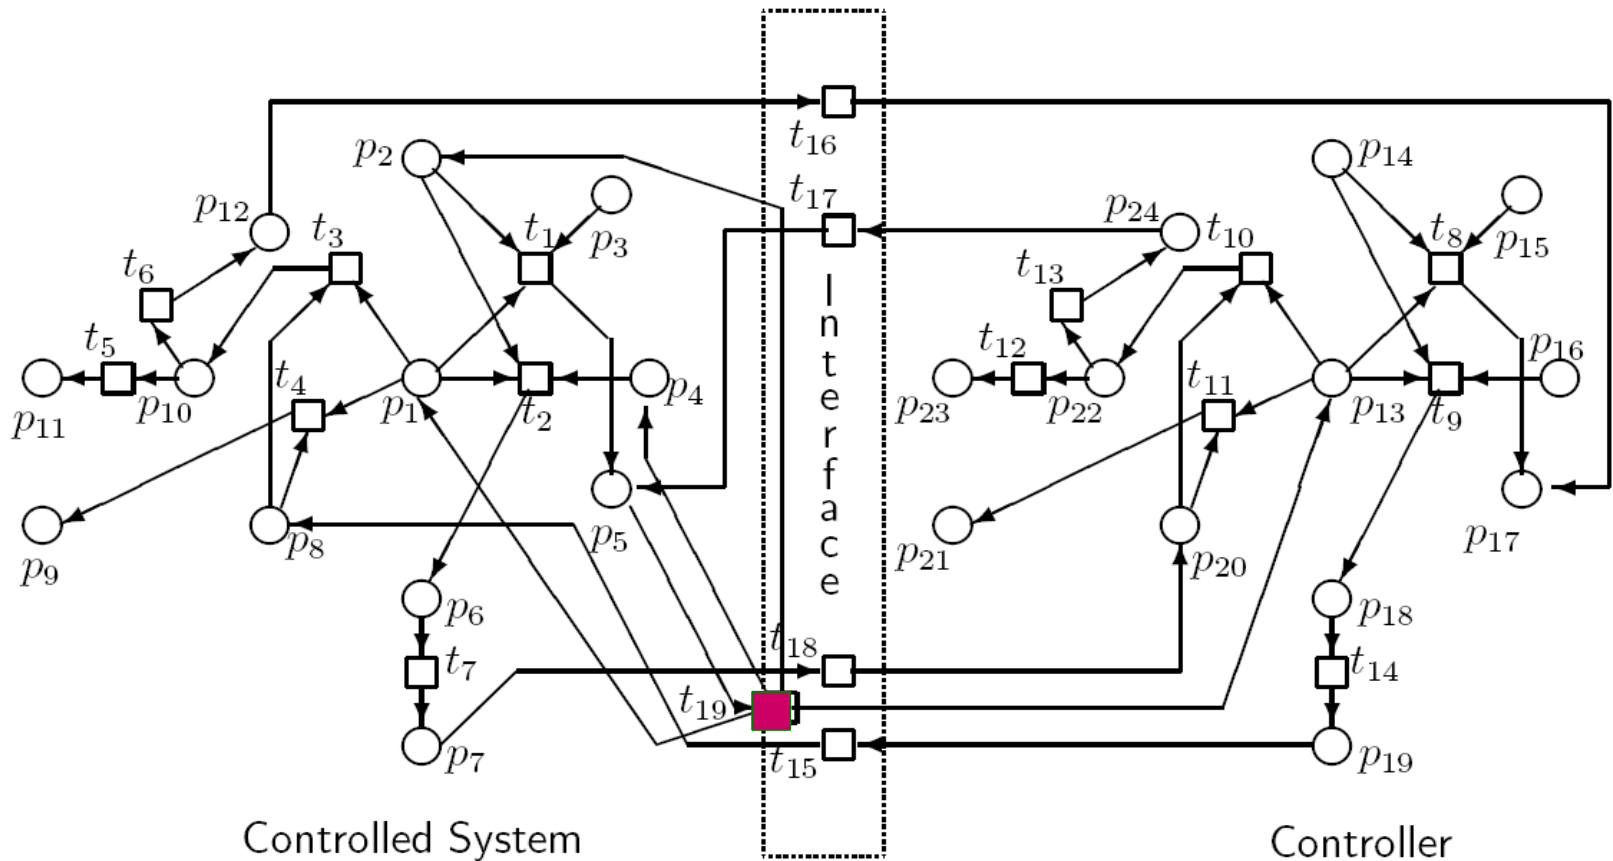 t16
p2
p14
t17
p12
t3
t1
p3
p24
t10
t8
p15
t6
t13
Interface
t5
t12
p16
p11
p10
t4
p1
t2
p4
p23
p22
t11
p13
t9
p9
p8
p5
p21
p20
p17
p6
p18
t18
t7
t14
t19
p7
t15
p19
Controlled System
Controller